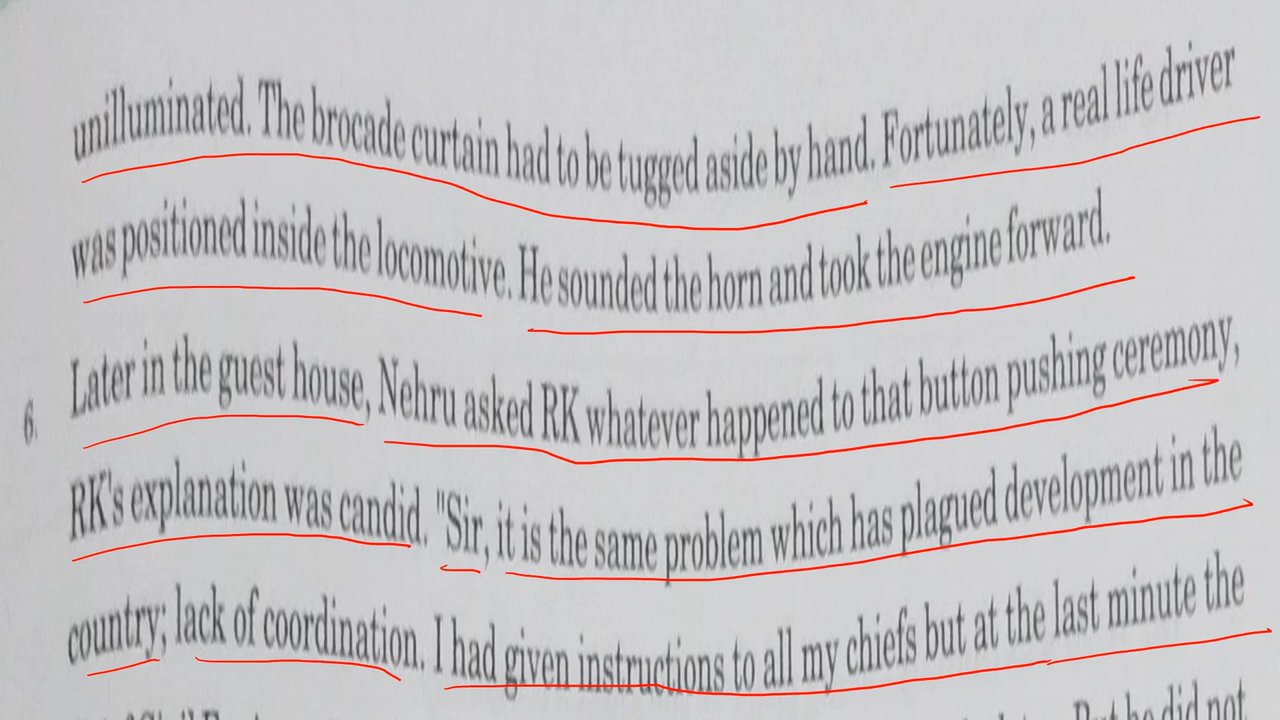 unilluminated. The brocade curtain had to be tugged aside by hand. Fortunately, a real life driver
was positioned inside the locomotive. He sounded the horn and took the engine forward.
6. Later in the guest house, Nehru asked RK whatever happened to that button pushing ceremony,
RK's explanation was candid. "Sir, it is the same problem which has plagued development in the
country; lack of coordination. I had given instructions to all my chiefs but at the last minute the
But he did not